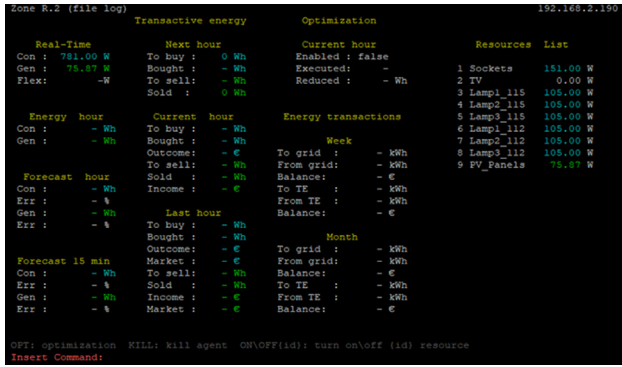 Zone R.2 (file log) 192.168.2.190
Transactive energy Optimization
Real-Time Next hour Current hour Resources List
Con : 781.00 W To buy : 0 Wh Enabled : false
Gen : 75.87 W Bought : - Wh Executed: - 1 Sockets 151.00 W
Flex: -W To sell: - Wh Reduced : - Wh 2 TV 0.00 W
Sold : 0 Wh 3 Lamp1_115 105.00 W
4 Lamp2_115 105.00 W
Energy hour Current hour Energy transactions 5 Lamp3_115 105.00 W
Con : - Wh To buy : - Wh 6 Lamp1_112 105.00 W
Gen : - Wh Bought : - Wh Week 7 Lamp2_112 105.00 W
Outcome: - € To grid : - kWh 8 Lamp3_112 105.00 W
To sell: - Wh From grid: - kWh 9 PV_Panels 75.87 W
Forecast hour Sold : - Wh Balance: - €
Con : - Wh Income : - € To TE : - kWh
Err : - % From TE : - kWh
Gen : - Wh Last hour Balance: - €
Err : - % To buy : - Wh
Bought : - Wh Month
Outcome: - € To grid : - kWh
Forecast 15 min Market : - € From grid: - kWh
Con : - Wh To sell: - Wh Balance: - €
Err : - % Sold : - Wh To TE : - kWh
Gen : - Wh Income : - € From TE : - kWh
Err : - % Market : - € Balance: - €
OPT: optimization KILL: kill agent ON\OFF{id}: turn on\off {id} resource
Insert Command: